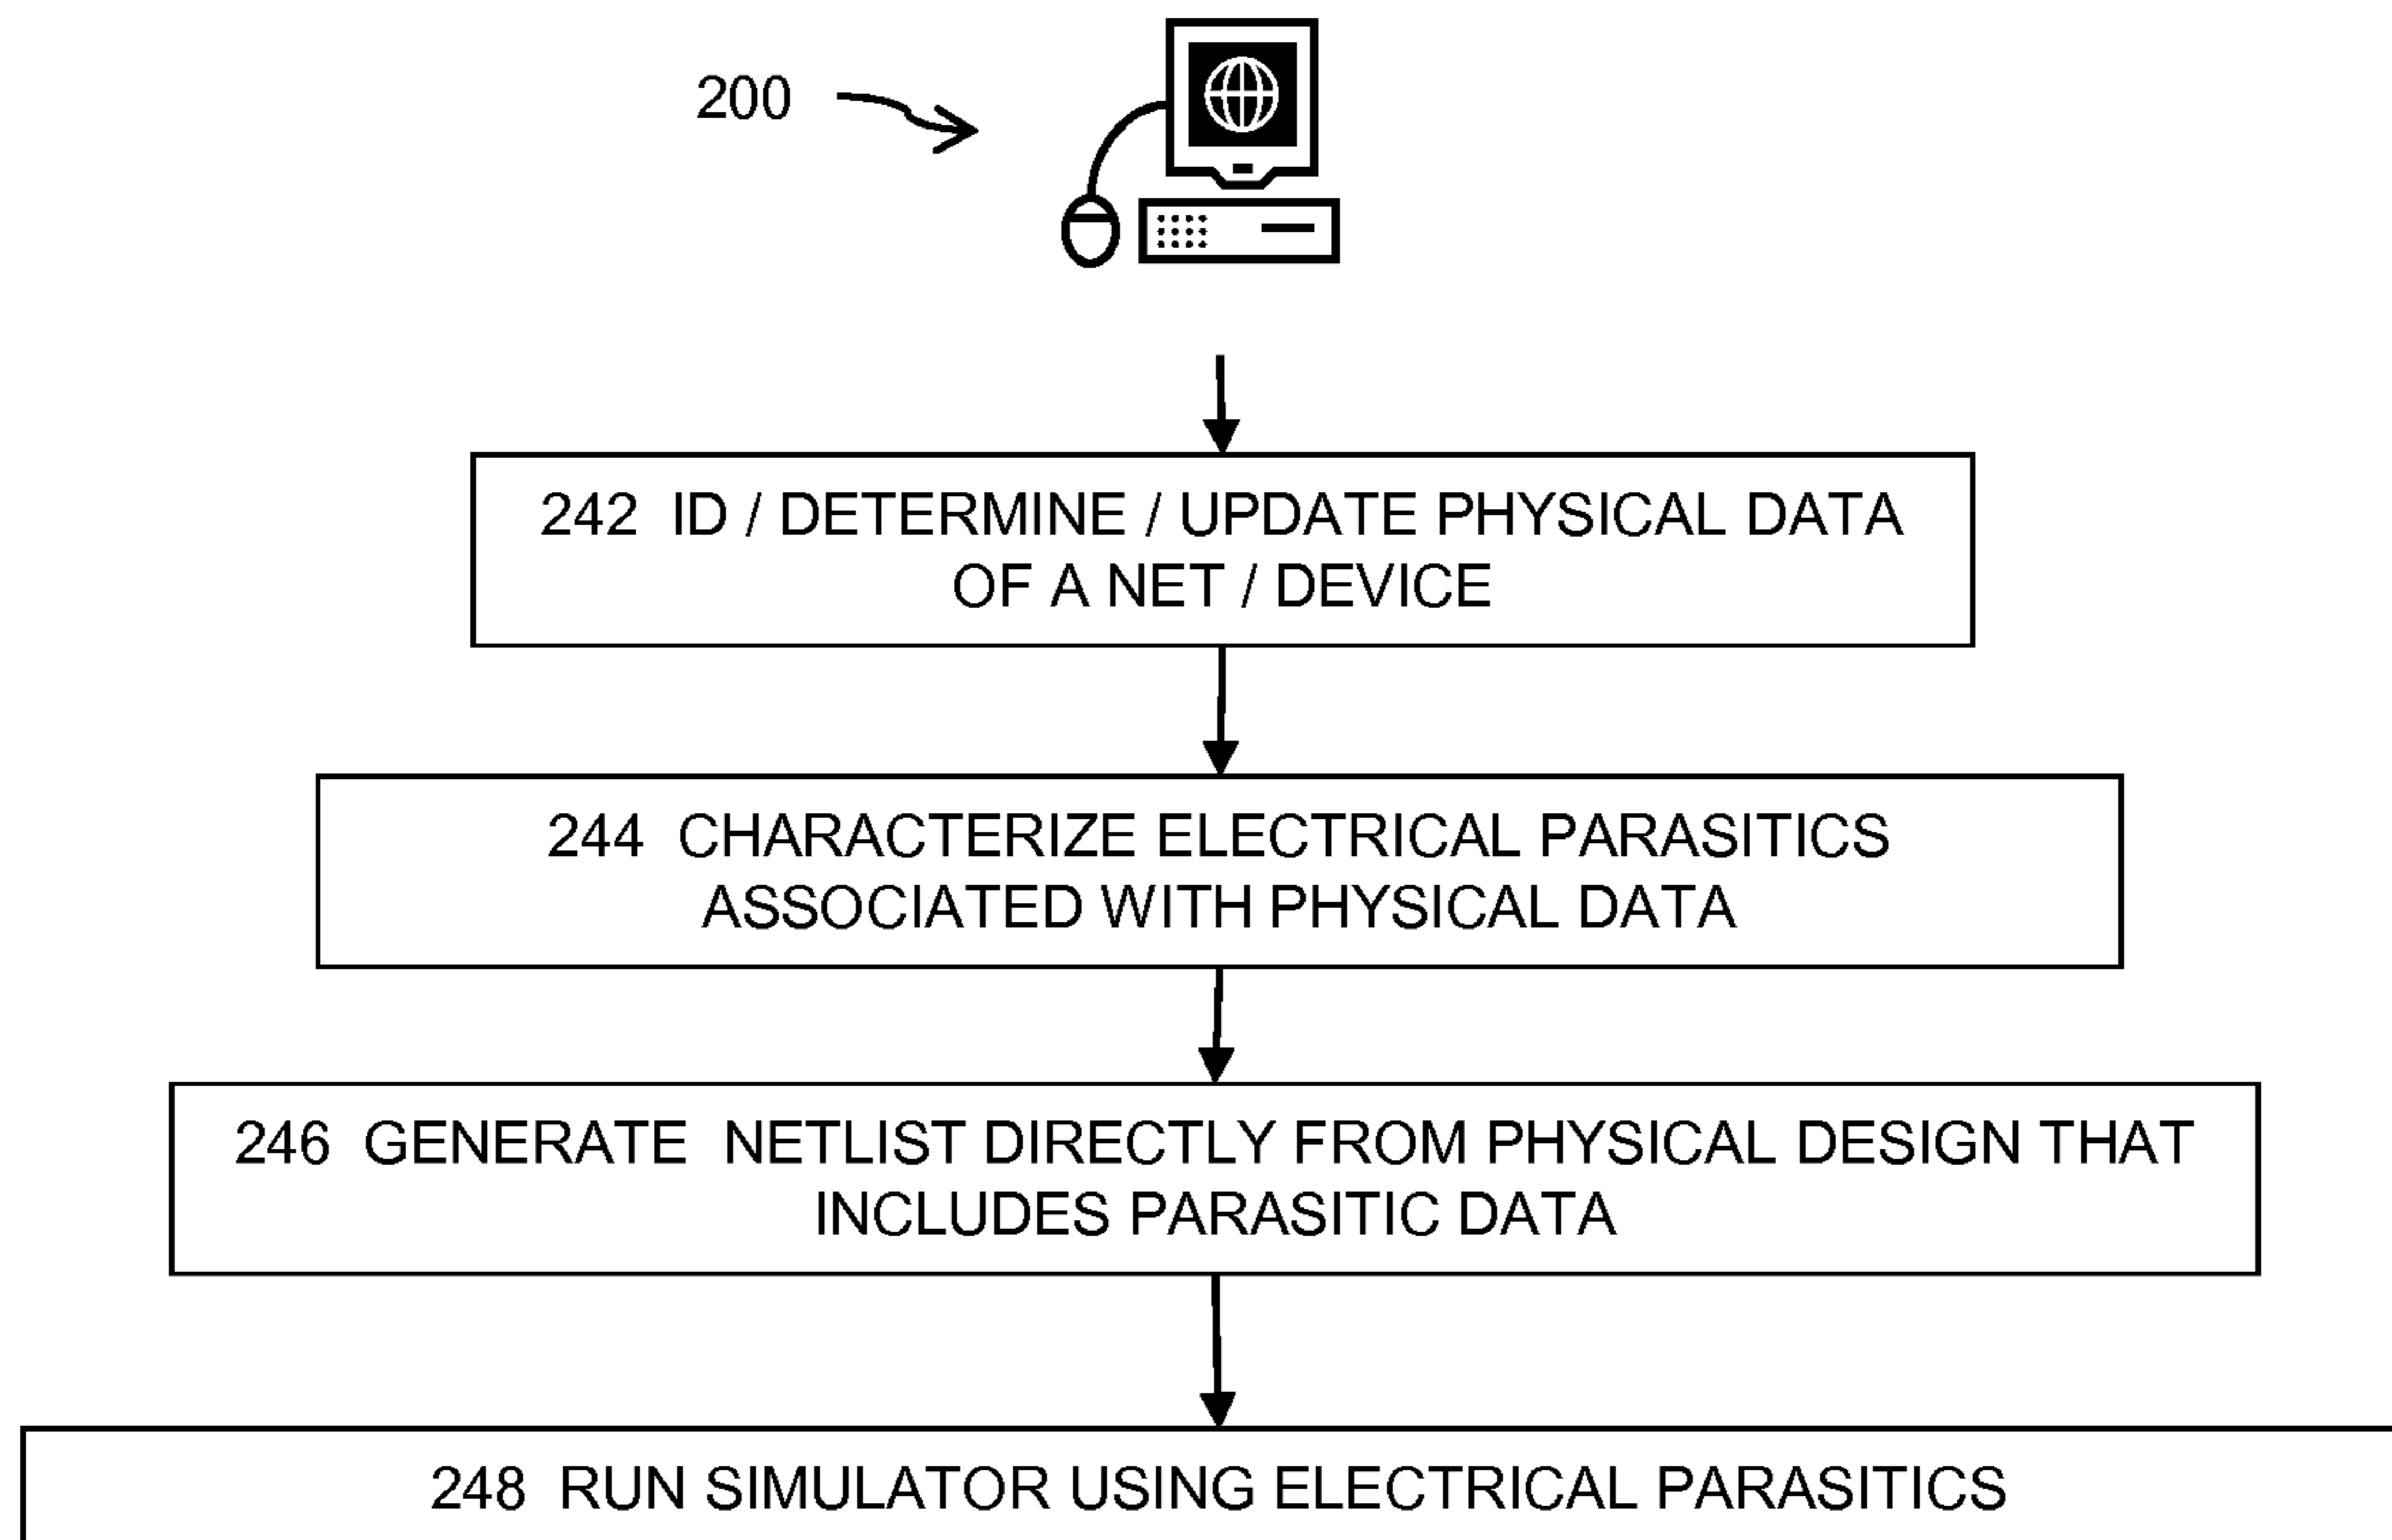 200
242 ID / DETERMINE / UPDATE PHYSICAL DATA
OF A NET / DEVICE
244 CHARACTERIZE ELECTRICAL PARASITICS
ASSOCIATED WITH PHYSICAL DATA
246 GENERATE NETLIST DIRECTLY FROM PHYSICAL DESIGN THAT
INCLUDES PARASITIC DATA
248 RUN SIMULATOR USING ELECTRICAL PARASITICS